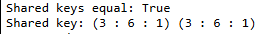 Shared keys equal: True
Shared key: (3 : 6 : 1) (3 : 6 : 1)